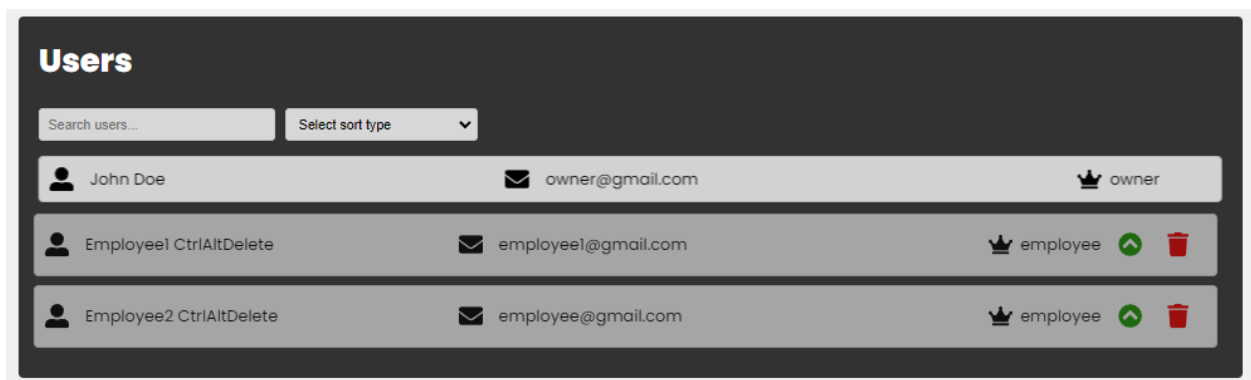 Users
Search users... Select sort type
John Doe owner@gmail.com owner
Employee1 CtrlAltDelete employee1@gmail.com employee
Employee2 CtrlAltDelete employee@gmail.com employee